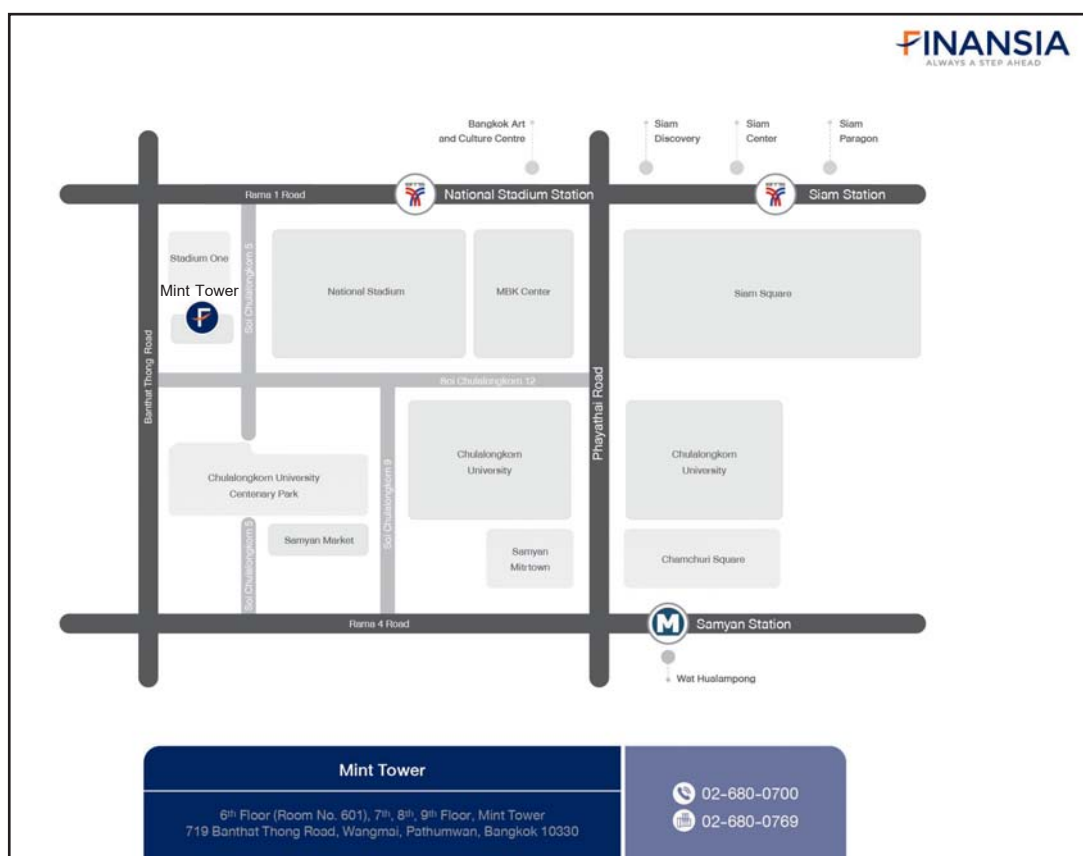 FINANSIA
ALWAYS A STEP AHEAD
Bangkok Art
and Culture Centre
Siam
Discovery
Siam
Center
Siam
Paragon
Rama 1 Road
BTS
National Stadium Station
BTS
Siam Station
Stadium One
Mint Tower
F
Soi Chulalongkorn 5
National Stadium
MBK Center
Siam Square
Banthat Thong Road
Soi Chulalongkorn 12
Phayathai Road
Chulalongkorn
University
Chulalongkorn
University
Chulalongkorn University
Centenary Park
Soi Chulalongkorn 9
Soi Chulalongkorn 5
Samyan Market
Samyan
Mitrtown
Chamchuri Square
Rama 4 Road
M
Samyan Station
Wat Hualampong
Mint Tower
6th Floor (Room No. 601), 7th, 8th, 9th Floor, Mint Tower
719 Banthat Thong Road, Wangmai, Pathumwan, Bangkok 10330
02-680-0700
02-680-0769